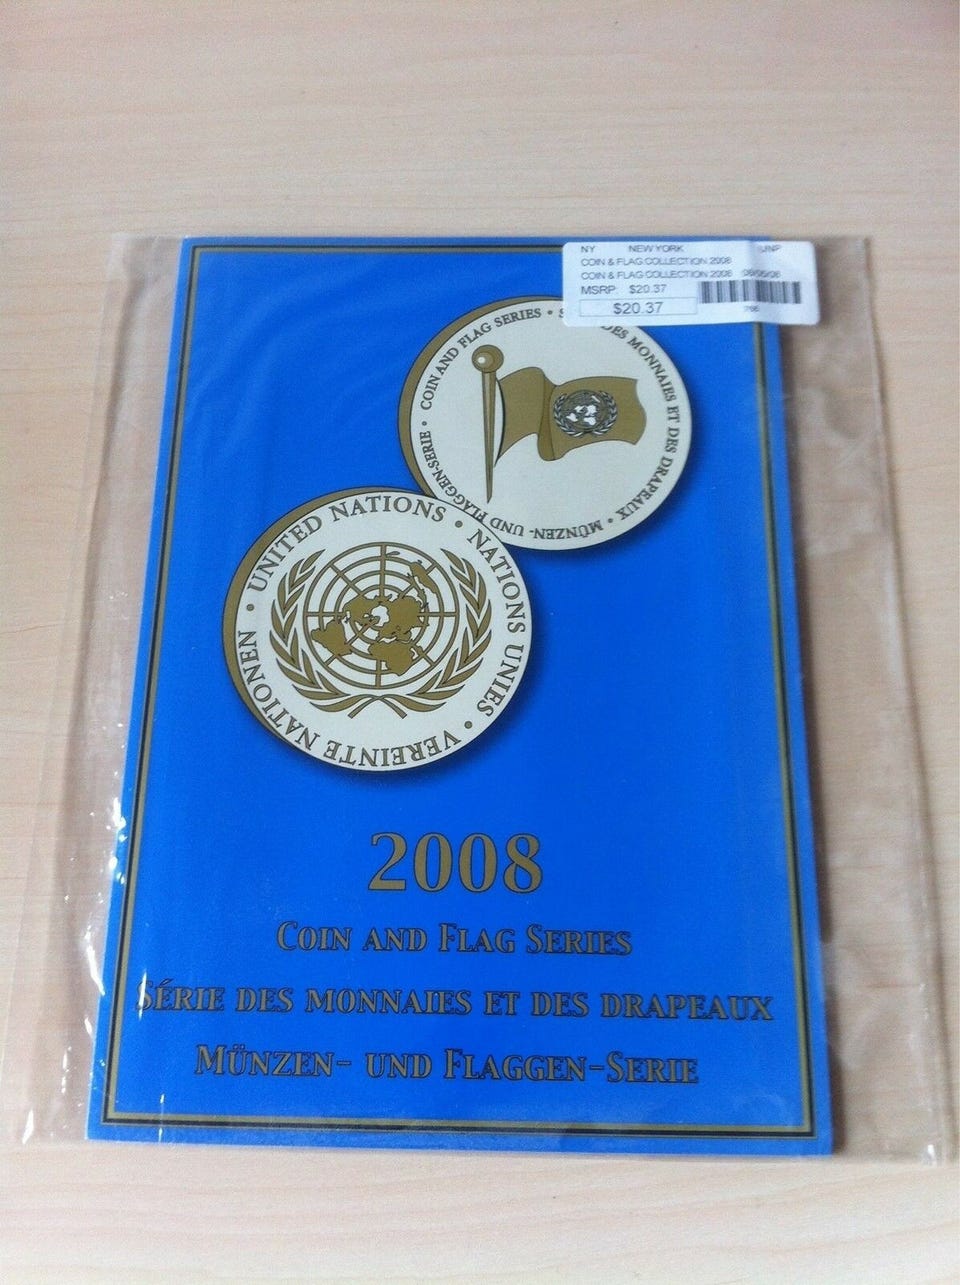 NY NEW YORK UNP
COIN & FLAG COLLECTION 2008
COIN & FLAG COLLECTION 2008
MSRP: $20.37
$20.37
COIN AND FLAG SERIES • DES MONNAIES ET DES DRAPEAUX • MÜNZEN- UND FLAGGEN-SERIE •
UNITED NATIONS • NATIONS UNIES • VEREINTE NATIONEN •
2008
COIN AND FLAG SERIES
SÉRIE DES MONNAIES ET DES DRAPEAUX
MÜNZEN- UND FLAGGEN-SERIE